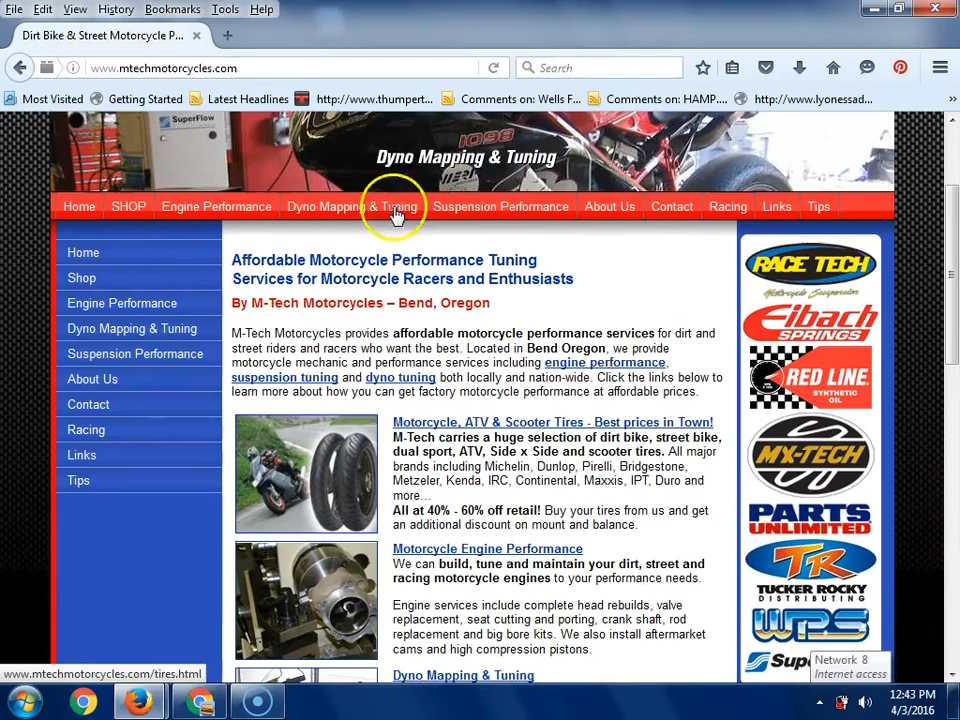 File Edit View History Bookmarks Tools Help
Dirt Bike & Street Motorcycle P...
www.mtechmotorcycles.com
Search
Most Visited Getting Started Latest Headlines http://www.thumpert... Comments on: Wells F... Comments on: HAMP... http://www.lyonessad...
SuperFlow
1098
Dyno Mapping & Tuning
Home SHOP Engine Performance Dyno Mapping & Tuning Suspension Performance About Us Contact Racing Links Tips
Home
Shop
Engine Performance
Dyno Mapping & Tuning
Suspension Performance
About Us
Contact
Racing
Links
Tips
Affordable Motorcycle Performance Tuning
Services for Motorcycle Racers and Enthusiasts
By M-Tech Motorcycles – Bend, Oregon
M-Tech Motorcycles provides affordable motorcycle performance services for dirt and
street riders and racers who want the best. Located in Bend Oregon, we provide
motorcycle mechanic and performance services including engine performance,
suspension tuning and dyno tuning both locally and nation-wide. Click the links below to
learn more about how you can get factory motorcycle performance at affordable prices.
Motorcycle, ATV & Scooter Tires - Best prices in Town!
M-Tech carries a huge selection of dirt bike, street bike,
dual sport, ATV, Side x Side and scooter tires. All major
brands including Michelin, Dunlop, Pirelli, Bridgestone,
Metzeler, Kenda, IRC, Continental, Maxxis, IPT, Duro and
more...
All at 40% - 60% off retail! Buy your tires from us and get
an additional discount on mount and balance.
Motorcycle Engine Performance
We can build, tune and maintain your dirt, street and
racing motorcycle engines to your performance needs.
Engine services include complete head rebuilds, valve
replacement, seat cutting and porting, crank shaft, rod
replacement and big bore kits. We also install aftermarket
cams and high compression pistons.
Dyno Mapping & Tuning
RACE TECH
Motorcycle Suspension
Eibach
SPRINGS
RED LINE
SYNTHETIC
OIL
MX-TECH
PARTS
UNLIMITED
TR
TUCKER ROCKY
DISTRIBUTING
WPS
www.mtechmotorcycles.com/tires.html
Network 8
Internet access
12:43 PM
4/3/2016